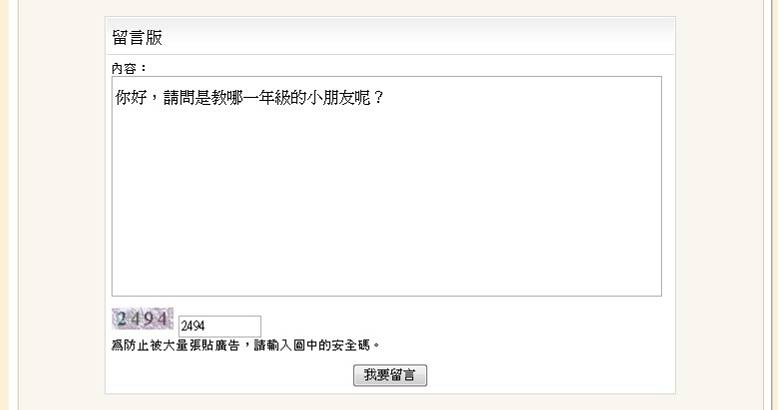 留言版
內容：
你好，請問是教哪一年級的小朋友呢？
2494 2494
為防止被大量張貼廣告，請輸入圖中的安全碼。
我要留言